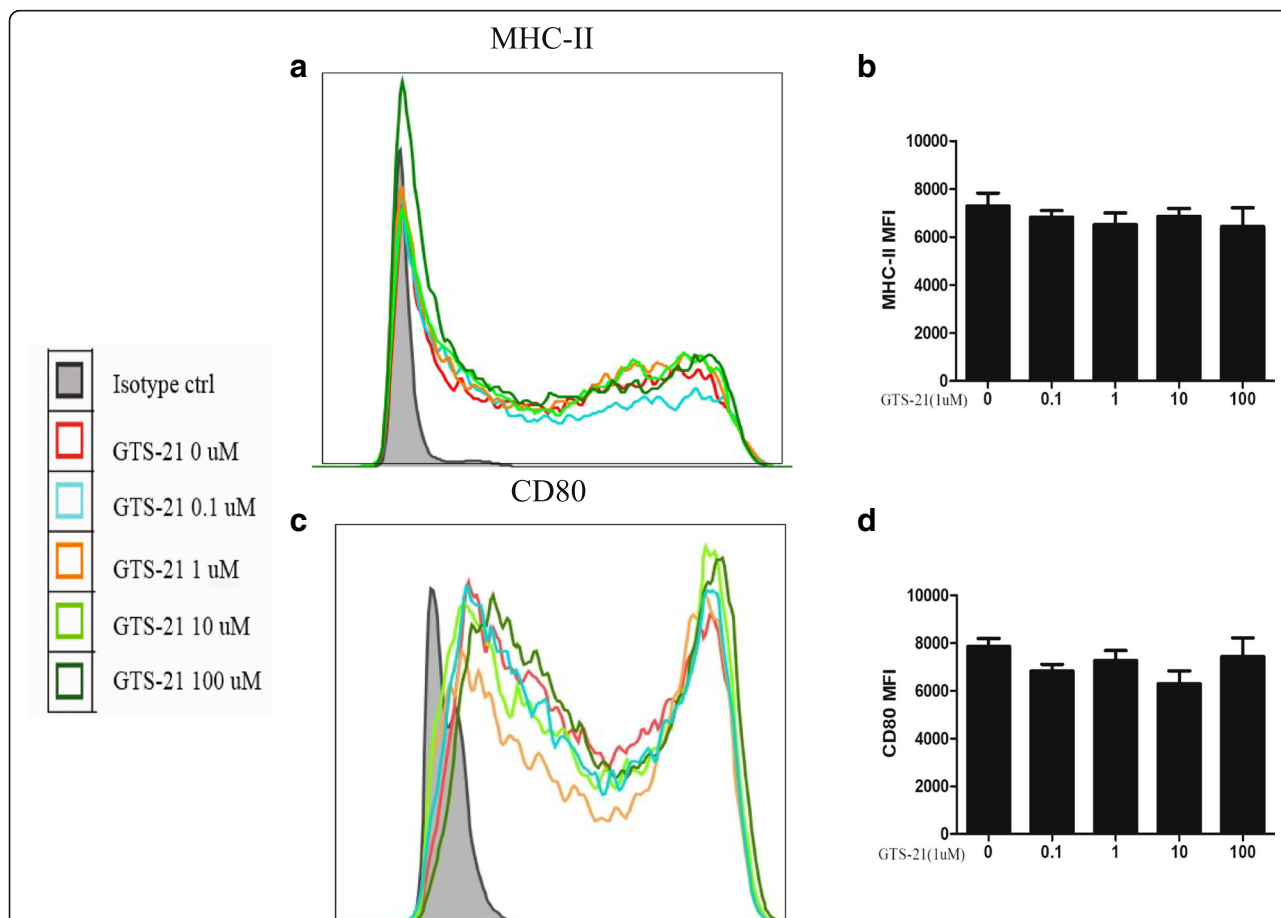 MHC-II
a
b
10000
8000
6000
4000
2000
0
MHC-II MFI
GTS-21(1uM) 0 0.1 1 10 100
Isotype ctrl
GTS-21 0 uM
GTS-21 0.1 uM
GTS-21 1 uM
GTS-21 10 uM
GTS-21 100 uM
CD80
c
d
10000
8000
6000
4000
2000
0
CD80 MFI
GTS-21(1uM) 0 0.1 1 10 100